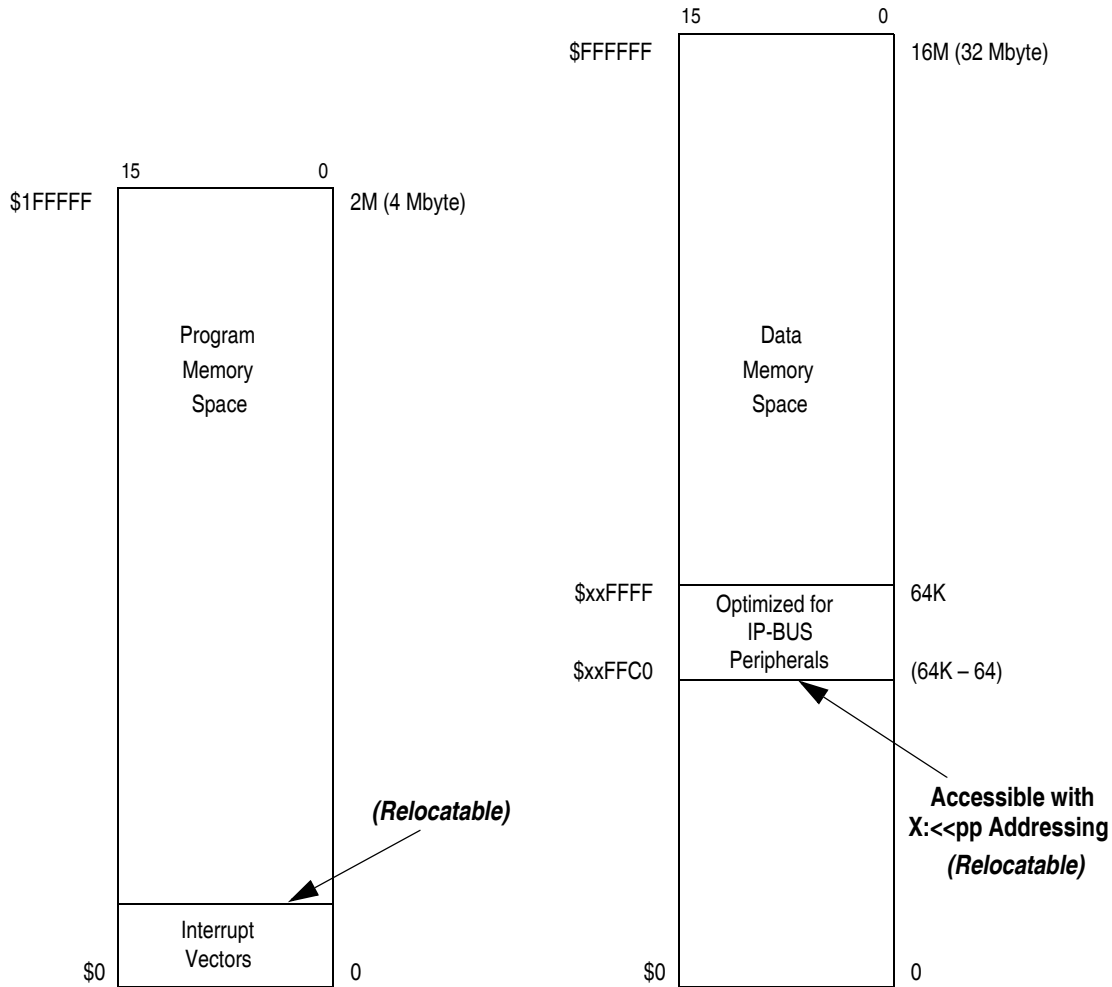 15 0
$1FFFFF
2M (4 Mbyte)
Program
Memory
Space
(Relocatable)
Interrupt
Vectors
$0
0
15 0
$FFFFFF
16M (32 Mbyte)
Data
Memory
Space
$xxFFFF
64K
Optimized for
IP-BUS
Peripherals
$xxFFC0
(64K – 64)
Accessible with
X:<<pp Addressing
(Relocatable)
$0
0